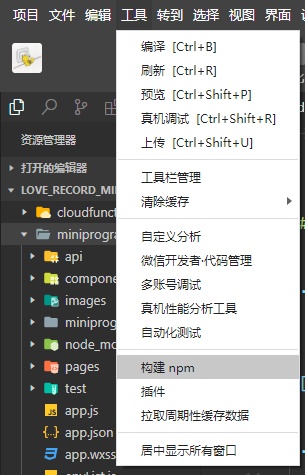 项目 文件 编辑 工具 转到 选择 视图 界面
编译 [Ctrl+B]
刷新 [Ctrl+R]
预览 [Ctrl+Shift+P]
真机调试 [Ctrl+Shift+R]
上传 [Ctrl+Shift+U]
工具栏管理
清除缓存
自定义分析
微信开发者·代码管理
多账号调试
真机性能分析工具
自动化测试
构建 npm
插件
拉取周期性缓存数据
居中显示所有窗口
资源管理器
打开的编辑器
LOVE_RECORD_MI
cloudfunct
miniprogra
api
compone
images
miniprog
node_mo
pages
test
app.js
app.json
app.wxss